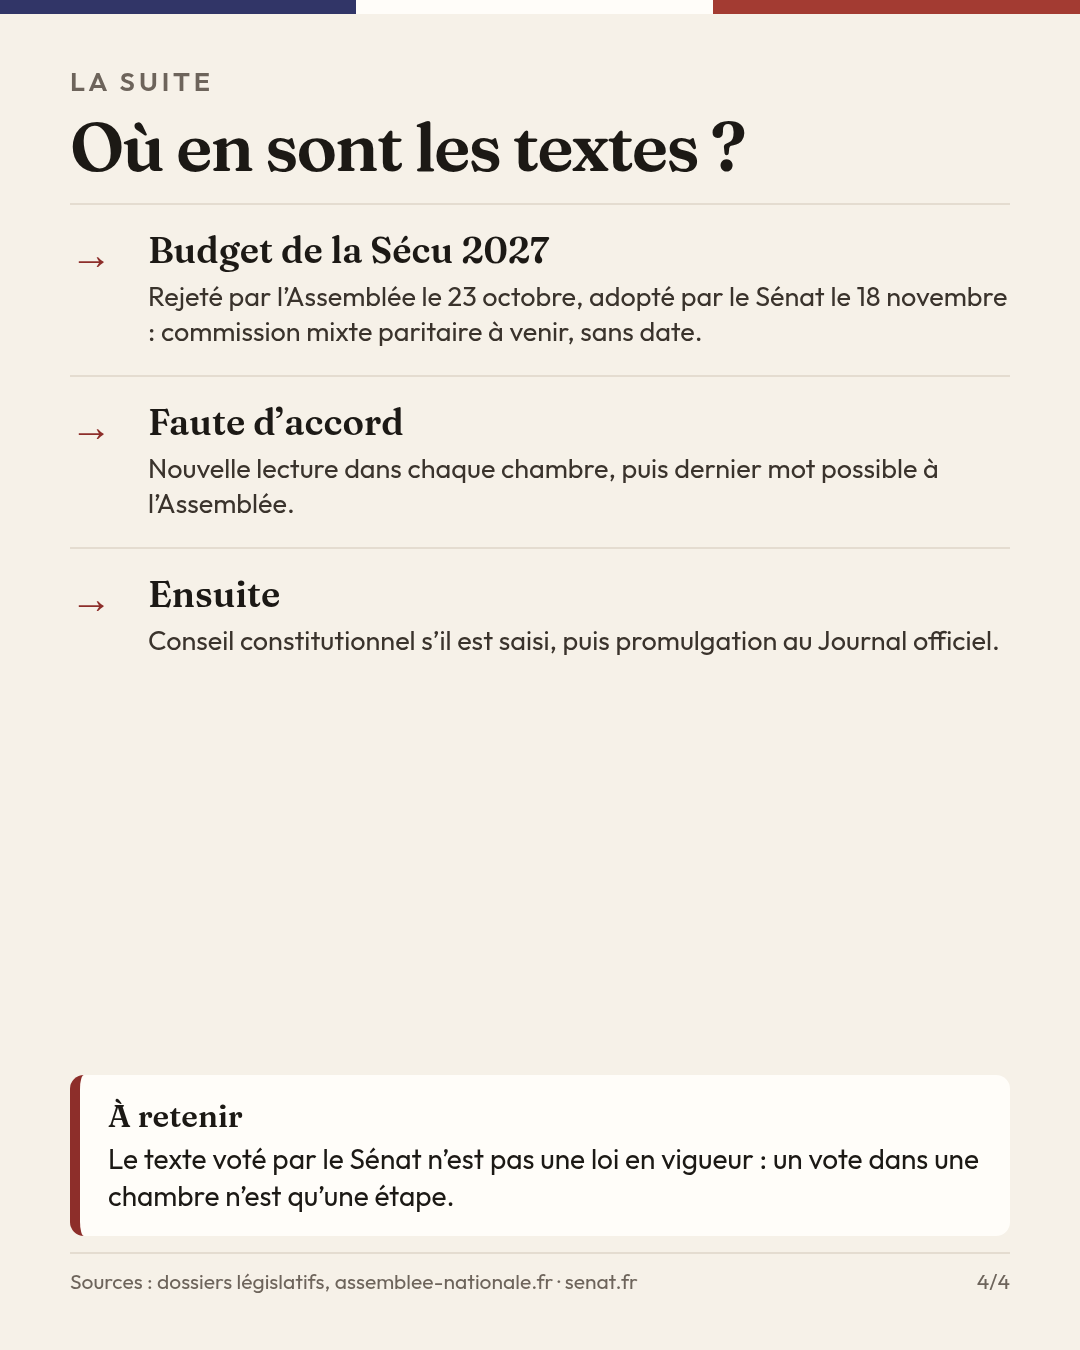 LA SUITE
Où en sont les textes ?
→ Budget de la Sécu 2027
Rejeté par l’Assemblée le 23 octobre, adopté par le Sénat le 18 novembre
: commission mixte paritaire à venir, sans date.
→ Faute d’accord
Nouvelle lecture dans chaque chambre, puis dernier mot possible à
l’Assemblée.
→ Ensuite
Conseil constitutionnel s’il est saisi, puis promulgation au Journal officiel.
À retenir
Le texte voté par le Sénat n’est pas une loi en vigueur : un vote dans une
chambre n’est qu’une étape.
Sources : dossiers législatifs, assemblee-nationale.fr · senat.fr
4/4